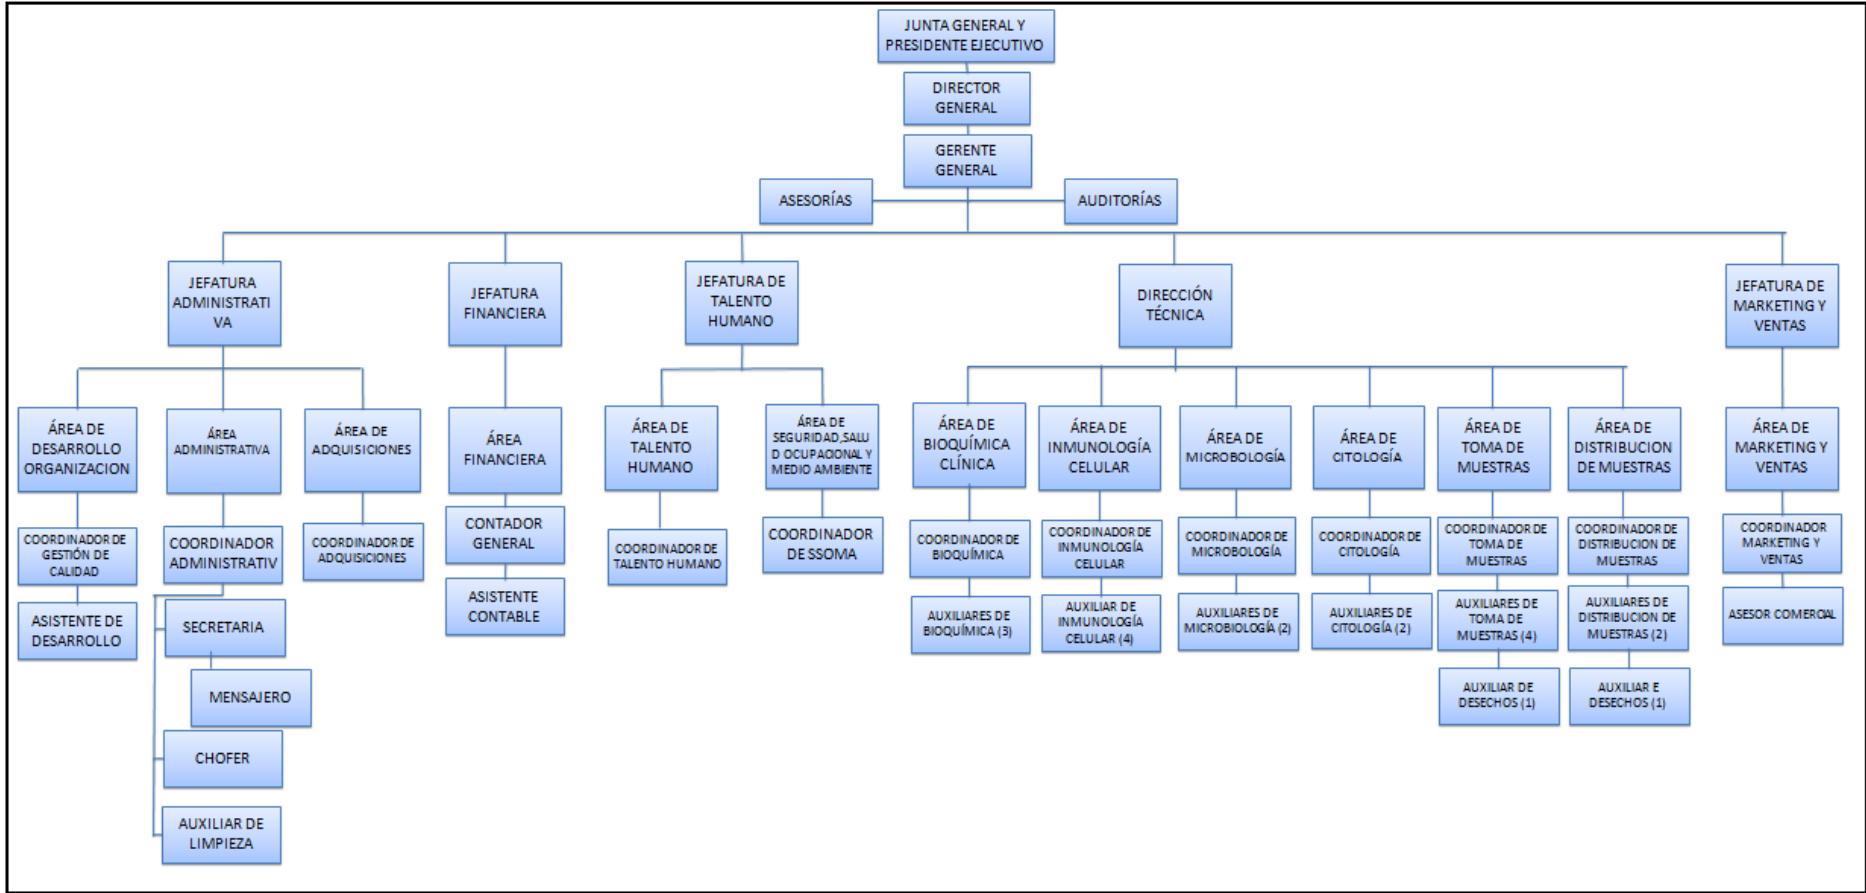 JUNTA GENERAL Y
PRESIDENTE EJECUTIVO
DIRECTOR
GENERAL
GERENTE
GENERAL
ASESORÍAS
AUDITORÍAS
JEFATURA
ADMINISTRATI
VA
JEFATURA
FINANCIERA
JEFATURA DE
TALENTO
HUMANO
DIRECCIÓN
TÉCNICA
JEFATURA DE
MARKETING Y
VENTAS
ÁREA DE
DESARROLLO
ORGANIZACION
ÁREA
ADMINISTRATIVA
ÁREA DE
ADQUISICIONES
ÁREA
FINANCIERA
ÁREA DE
TALENTO
HUMANO
ÁREA DE
SEGURIDAD,SALU
D OCUPACIONAL Y
MEDIO AMBIENTE
ÁREA DE
BIOQUÍMICA
CLÍNICA
ÁREA DE
INMUNOLOGÍA
CELULAR
ÁREA DE
MICROBOLOGÍA
ÁREA DE
CITOLOGÍA
ÁREA DE
TOMA DE
MUESTRAS
ÁREA DE
DISTRIBUCION
DE MUESTRAS
ÁREA DE
MARKETING Y
VENTAS
COORDINADOR DE
GESTIÓN DE
CALIDAD
COORDINADOR
ADMINISTRATIV
COORDINADOR DE
ADQUISICIONES
CONTADOR
GENERAL
COORDINADOR DE
TALENTO HUMANO
COORDINADOR
DE SSOMA
COORDINADOR DE
BIOQUÍMICA
COORDINADOR DE
INMUNOLOGÍA
CELULAR
COORDINADOR DE
MICROBOLOGÍA
COORDINADOR DE
CITOLOGÍA
COORDINADOR DE
TOMA DE
MUESTRAS
COORDINADOR DE
DISTRIBUCION DE
MUESTRAS
COORDINADOR
MARKETING Y
VENTAS
ASISTENTE DE
DESARROLLO
SECRETARIA
ASISTENTE
CONTABLE
AUXILIARES DE
BIOQUÍMICA (3)
AUXILIAR DE
INMUNOLOGÍA
CELULAR (4)
AUXILIARES DE
MICROBIOLOGÍA (2)
AUXILIARES DE
CITOLOGÍA (2)
AUXILIARES DE
TOMA DE
MUESTRAS (4)
AUXILIARES DE
DISTRIBUCION DE
MUESTRAS (2)
ASESOR COMERCIAL
MENSAJERO
AUXILIAR DE
DESECHOS (1)
AUXILIAR E
DESECHOS (1)
CHOFER
AUXILIAR DE
LIMPIEZA